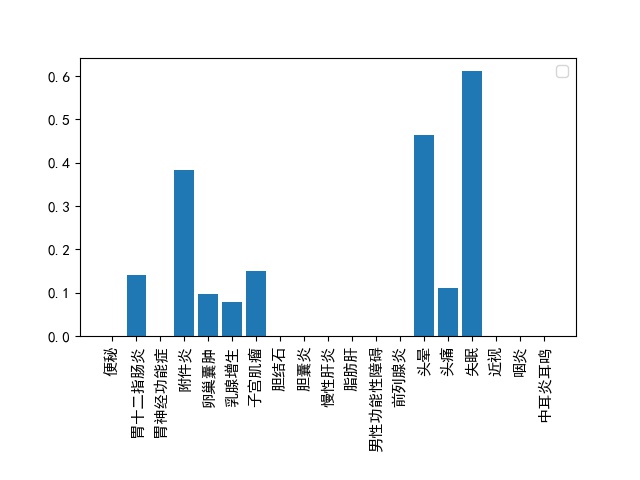 0.6
0.5
0.4
0.3
0.2
0.1
0.0
便秘
胃十二指肠炎
胃神经功能症
附件炎
卵巢囊肿
乳腺增生
子宫肌瘤
胆结石
胆囊炎
慢性肝炎
脂肪肝
男性功能性障碍
前列腺炎
头晕
头痛
失眠
近视
咽炎
中耳炎耳鸣